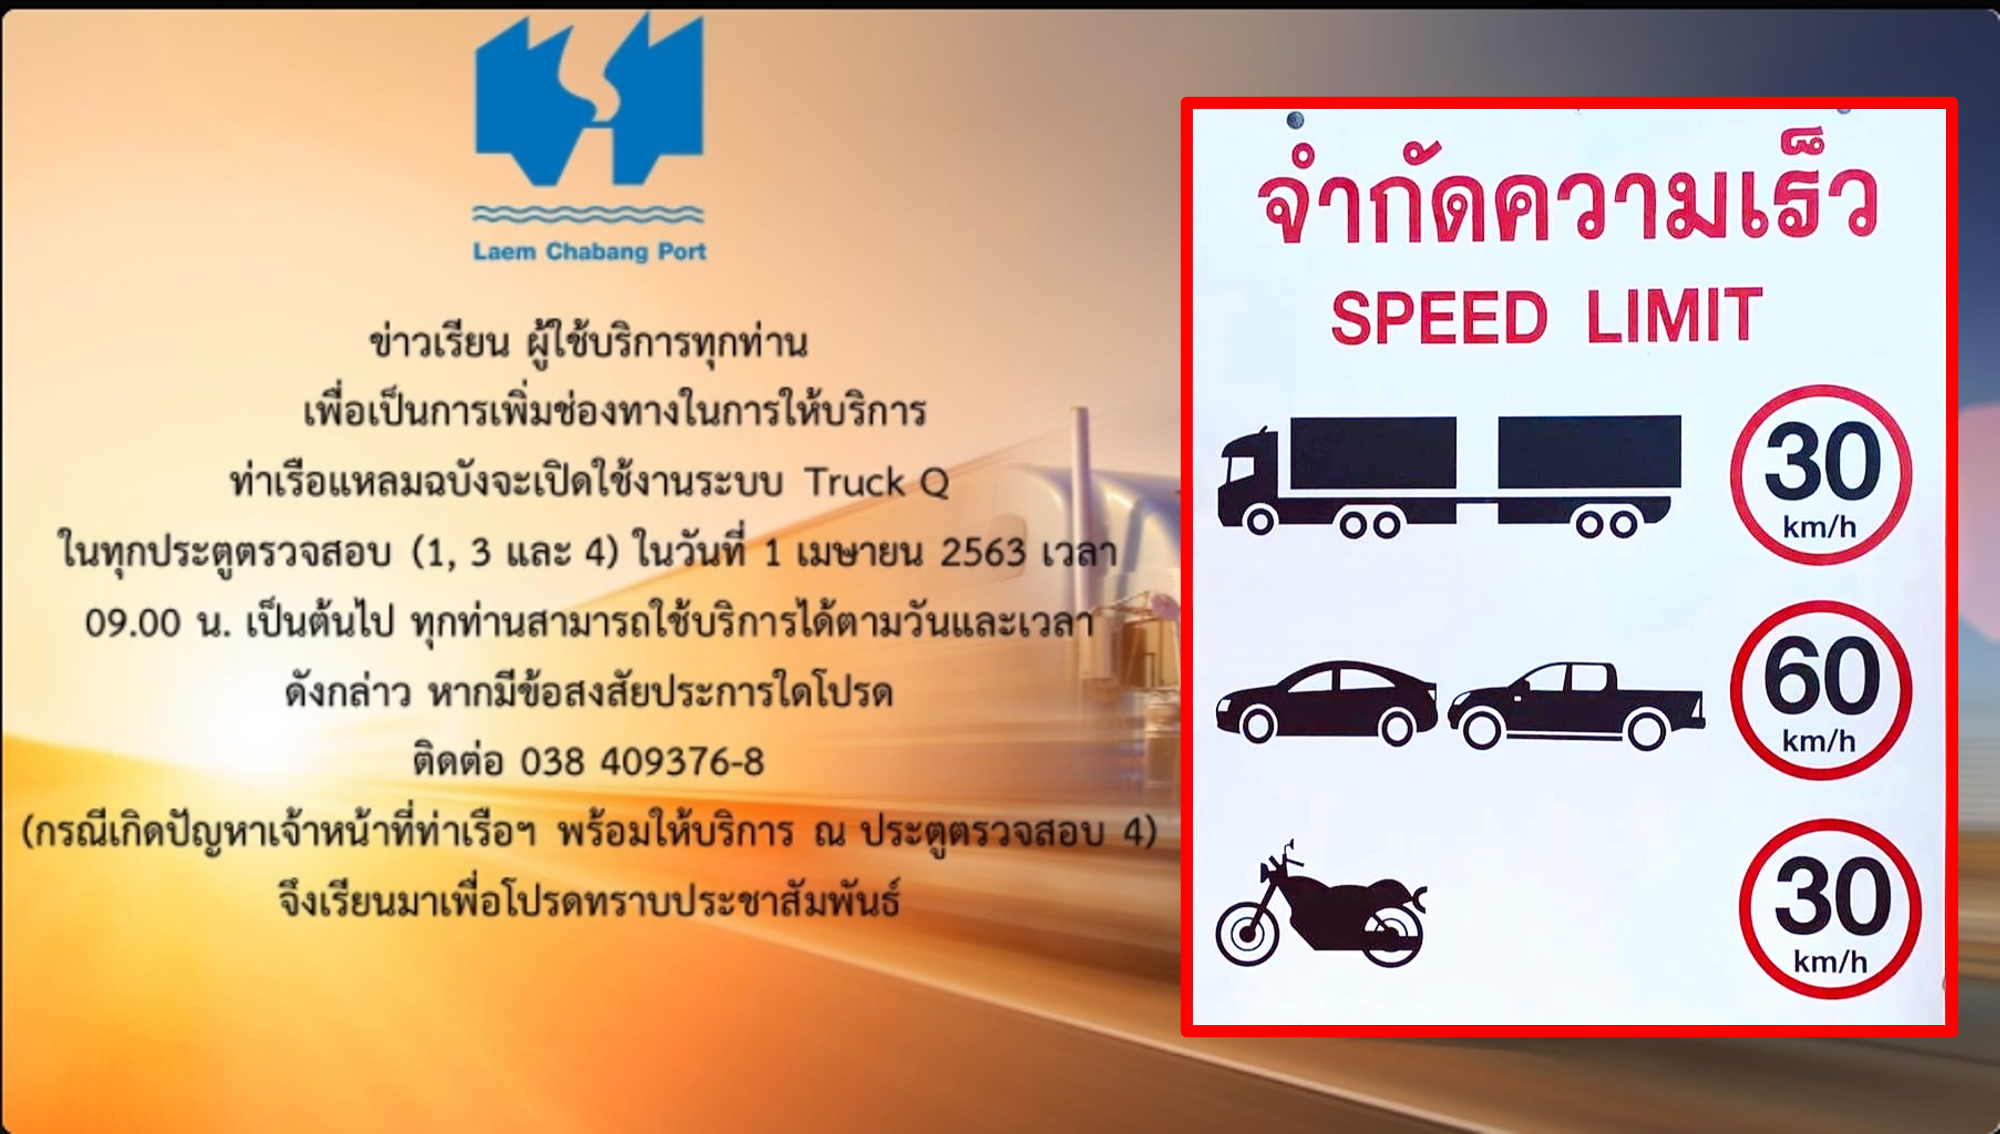 Laem Chabang Port
ข่าวเรียน ผู้ใช้บริการทุกท่าน
เพื่อเป็นการเพิ่มช่องทางในการให้บริการ
ท่าเรือแหลมฉบังจะเปิดใช้งานระบบ Truck Q
ในทุกประตูตรวจสอบ (1, 3 และ 4) ในวันที่ 1 เมษายน 2563 เวลา
09.00 น. เป็นต้นไป ทุกท่านสามารถใช้บริการได้ตามวันและเวลา
ดังกล่าว หากมีข้อสงสัยประการใดโปรด
ติดต่อ 038 409376-8
(กรณีเกิดปัญหาเจ้าหน้าที่ท่าเรือฯ พร้อมให้บริการ ณ ประตูตรวจสอบ 4)
จึงเรียนมาเพื่อโปรดทราบประชาสัมพันธ์
จำกัดความเร็ว
SPEED LIMIT
30
km/h
60
km/h
30
km/h